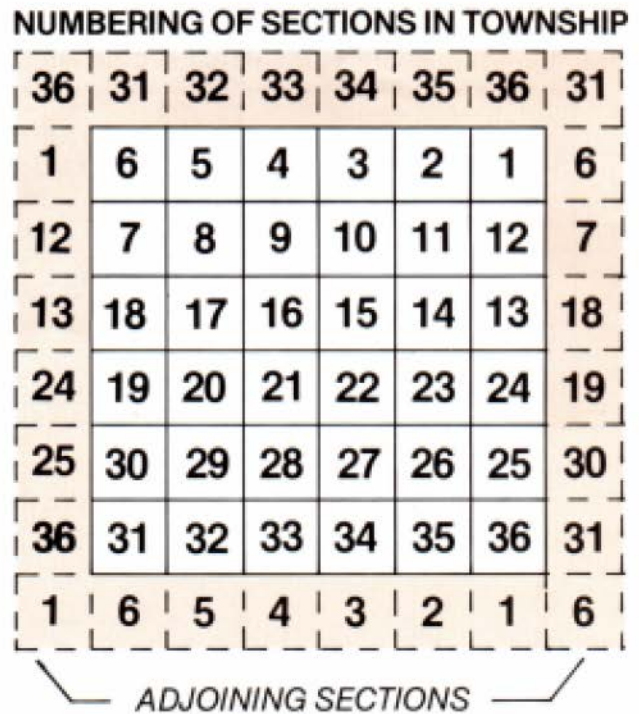 NUMBERING OF SECTIONS IN TOWNSHIP
36 31 32 33 34 35 36 31
1 6 5 4 3 2 1 6
12 7 8 9 10 11 12 7
13 18 17 16 15 14 13 18
24 19 20 21 22 23 24 19
25 30 29 28 27 26 25 30
36 31 32 33 34 35 36 31
1 6 5 4 3 2 1 6
ADJOINING SECTIONS